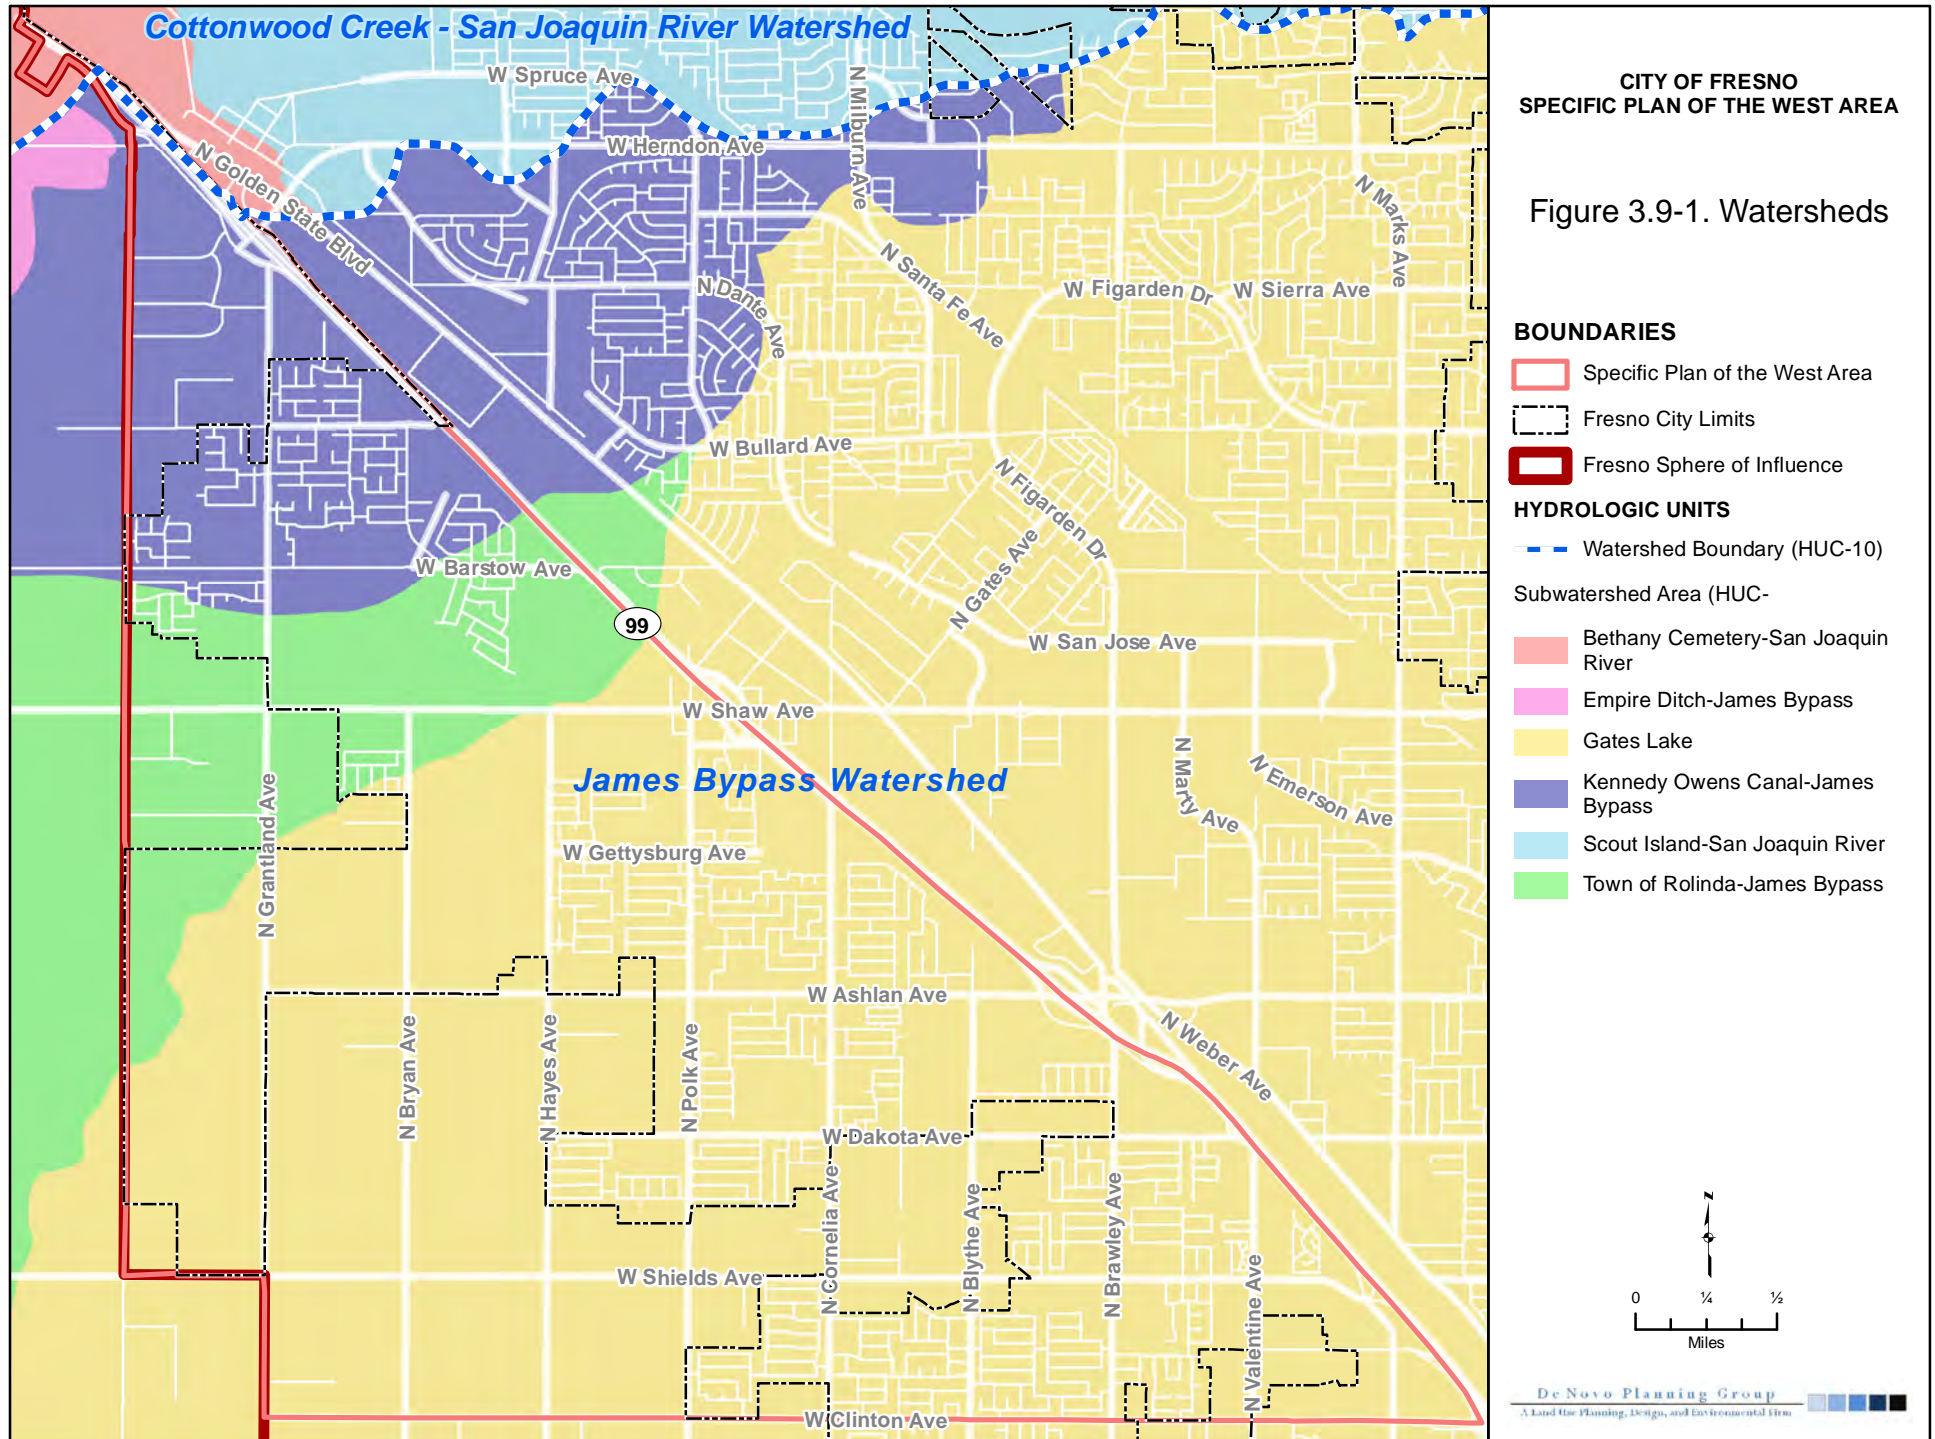 Cottonwood Creek - San Joaquin River Watershed
W Spruce Ave
N Milburn Ave
W Herndon Ave
N Golden State Blvd
N Marks Ave
N Santa Fe Ave
N Dante Ave
W Figarden Dr
W Sierra Ave
W Bullard Ave
N Figarden Dr
N Gates Ave
W Barstow Ave
99
W San Jose Ave
W Shaw Ave
James Bypass Watershed
N Marty Ave
N Emerson Ave
N Grantland Ave
W Gettysburg Ave
W Ashlan Ave
N Bryan Ave
N Hayes Ave
N Polk Ave
N Weber Ave
W Dakota Ave
N Cornelia Ave
N Blythe Ave
N Brawley Ave
W Shields Ave
N Valentine Ave
W Clinton Ave
CITY OF FRESNO
SPECIFIC PLAN OF THE WEST AREA
Figure 3.9-1. Watersheds
BOUNDARIES
Specific Plan of the West Area
Fresno City Limits
Fresno Sphere of Influence
HYDROLOGIC UNITS
Watershed Boundary (HUC-10)
Subwatershed Area (HUC-
Bethany Cemetery-San Joaquin
River
Empire Ditch-James Bypass
Gates Lake
Kennedy Owens Canal-James
Bypass
Scout Island-San Joaquin River
Town of Rolinda-James Bypass
N
0 ¼ ½
Miles
De Novo Planning Group
A Land Use Planning, Design, and Environmental Firm